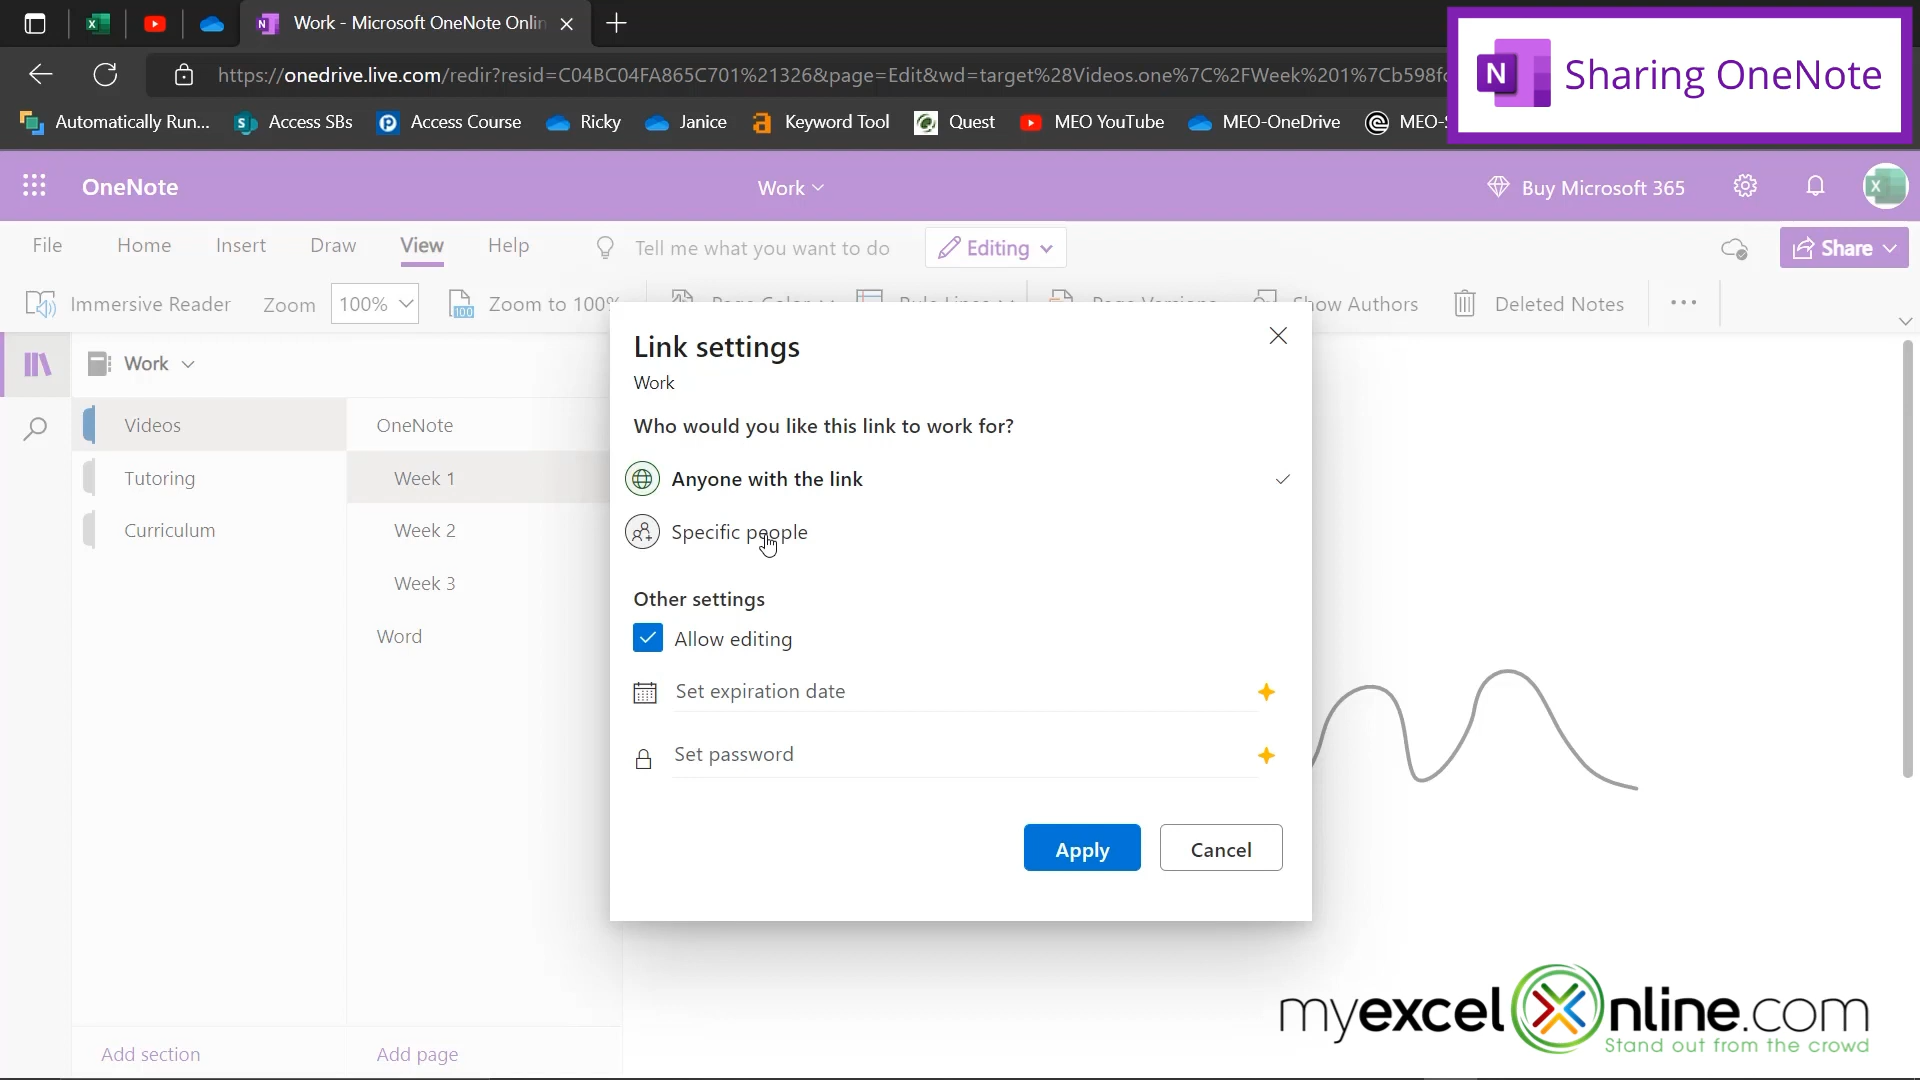 Work - Microsoft OneNote Onlin
https://onedrive.live.com/redir?resid=C04BC04FA865C701%21326&page=Edit&wd=target%28Videos.one%7C%2FWeek%201%7Cb598f
Sharing OneNote
Automatically Run... Access SBs Access Course Ricky Janice Keyword Tool Quest MEO YouTube MEO-OneDrive
OneNote Work Buy Microsoft 365
File Home Insert Draw View Help Tell me what you want to do Editing Share
Immersive Reader Zoom 100% Zoom to 100% Show Authors Deleted Notes
Work
Videos
Tutoring
Curriculum
OneNote
Week 1
Week 2
Week 3
Word
Add section
Add page
Link settings
Work
Who would you like this link to work for?
Anyone with the link
Specific people
Other settings
Allow editing
Set expiration date
Set password
Apply
Cancel
myexcelOnline.com
Stand out from the crowd